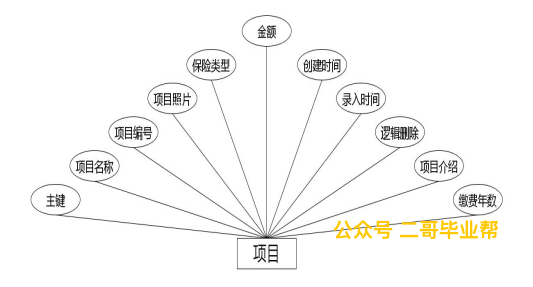 金额
保险类型
创建时间
项目照片
录入时间
项目编号
逻辑删除
项目名称
项目介绍
主键
缴费年数
公众号 二哥毕业帮
项目